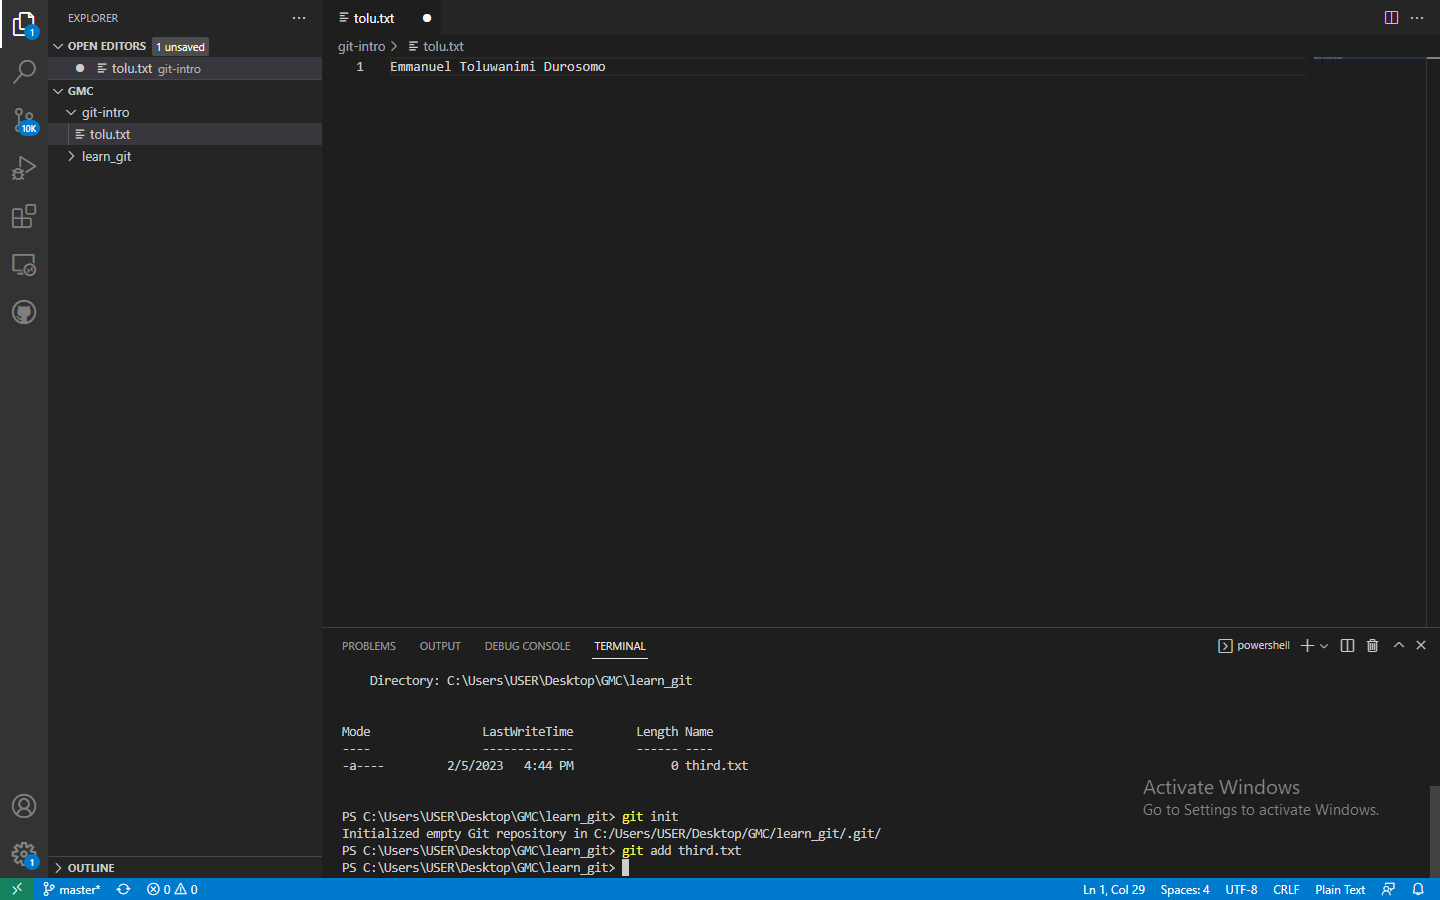 EXPLORER
OPEN EDITORS 1 unsaved
tolu.txt git-intro
GMC
git-intro
tolu.txt
learn_git
OUTLINE
1
10K
1
tolu.txt
git-intro > tolu.txt
1 Emmanuel Toluwanimi Durosomo
PROBLEMS OUTPUT DEBUG CONSOLE TERMINAL powershell
Directory: C:\Users\USER\Desktop\GMC\learn_git
Mode LastWriteTime Length Name
---- ------------- ------ ----
-a---- 2/5/2023 4:44 PM 0 third.txt
PS C:\Users\USER\Desktop\GMC\learn_git> git init
Initialized empty Git repository in C:/Users/USER/Desktop/GMC/learn_git/.git/
PS C:\Users\USER\Desktop\GMC\learn_git> git add third.txt
PS C:\Users\USER\Desktop\GMC\learn_git>
Activate Windows
Go to Settings to activate Windows.
master* 0 0 Ln 1, Col 29 Spaces: 4 UTF-8 CRLF Plain Text